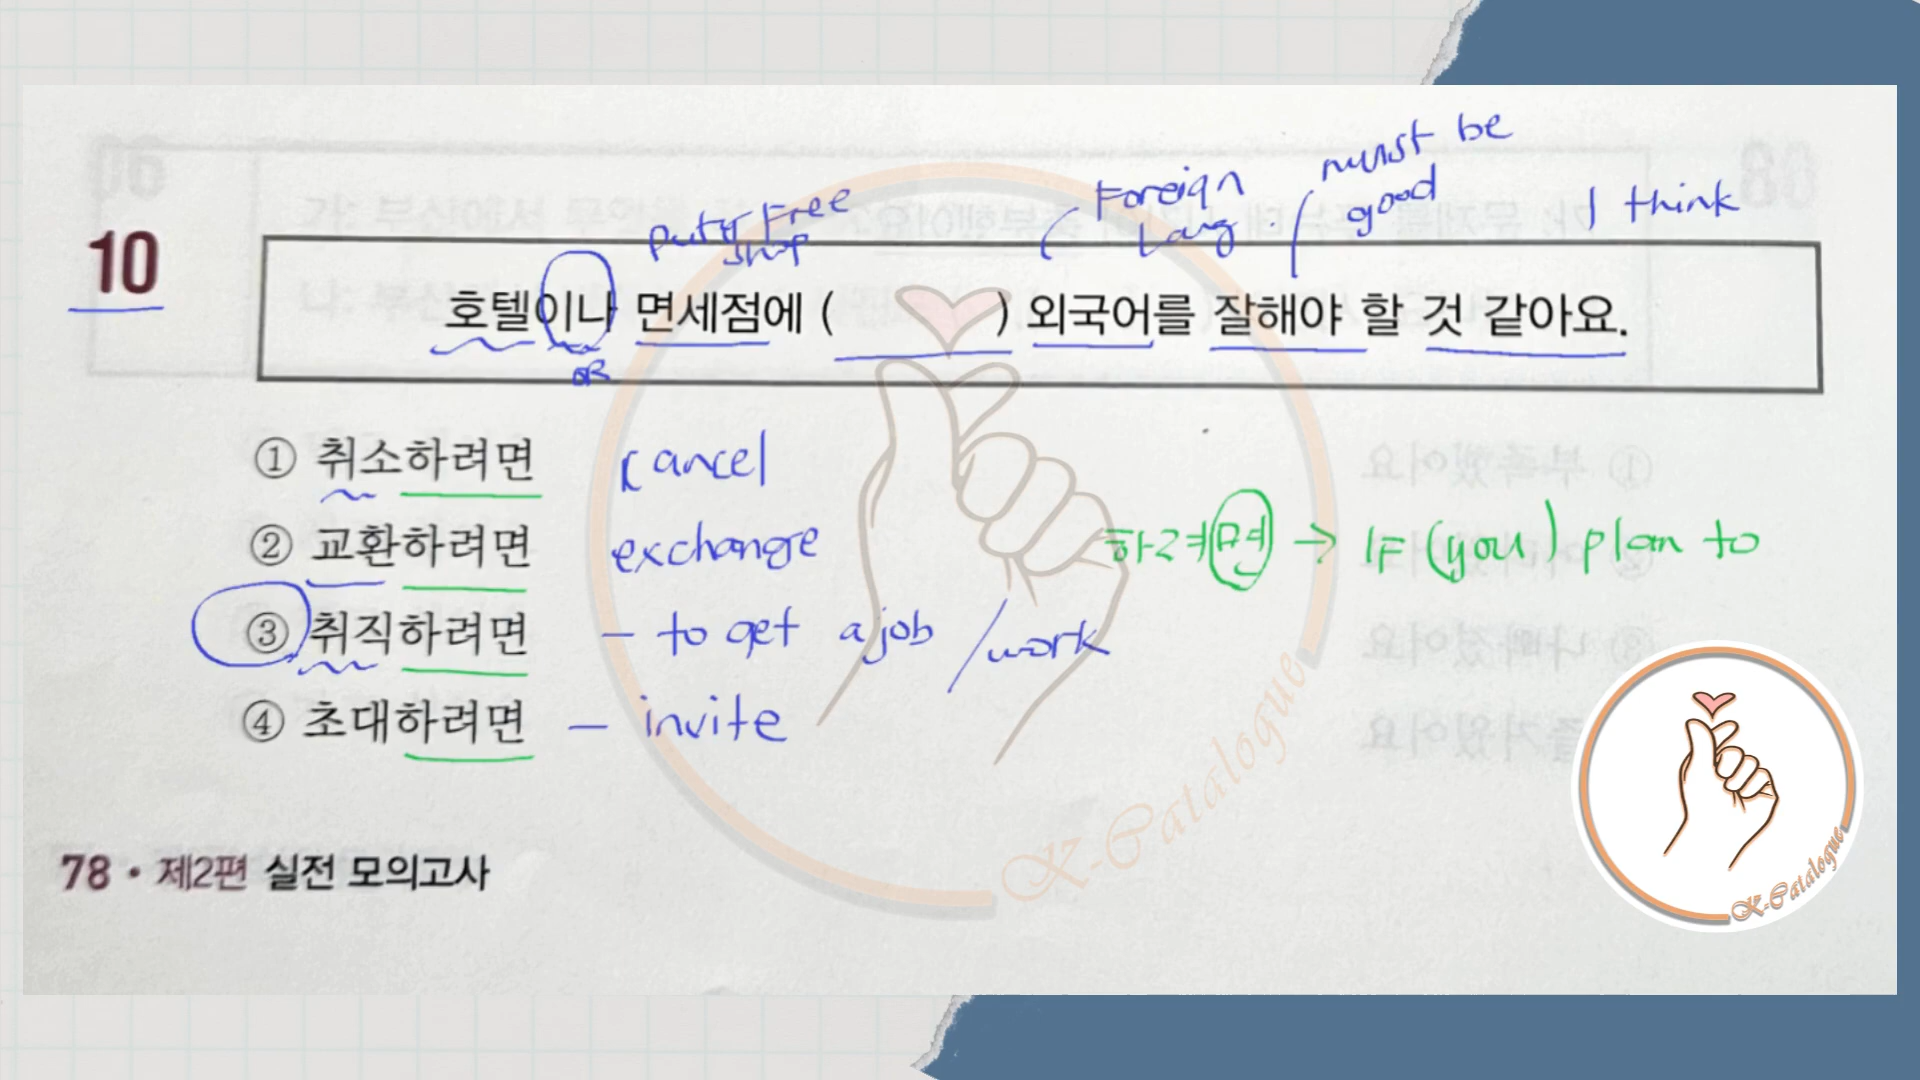 must be
Foreign good I think
Duty Free Lang.
shop
10
호텔이나 면세점에 ( ) 외국어를 잘해야 할 것 같아요.
OR
① 취소하려면 cancel
② 교환하려면 exchange
하려면 → IF (you) plan to
③ 취직하려면 – to get a job / work
④ 초대하려면 – invite
K-Catalogue
78 • 제2편 실전 모의고사
K-Catalogue